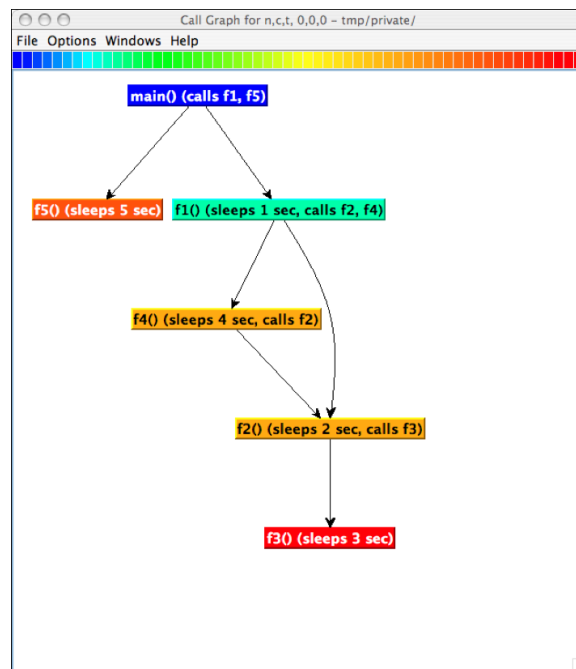 Call Graph for n,c,t, 0,0,0 – tmp/private/
File Options Windows Help
main() (calls f1, f5)
f5() (sleeps 5 sec)
f1() (sleeps 1 sec, calls f2, f4)
f4() (sleeps 4 sec, calls f2)
f2() (sleeps 2 sec, calls f3)
f3() (sleeps 3 sec)